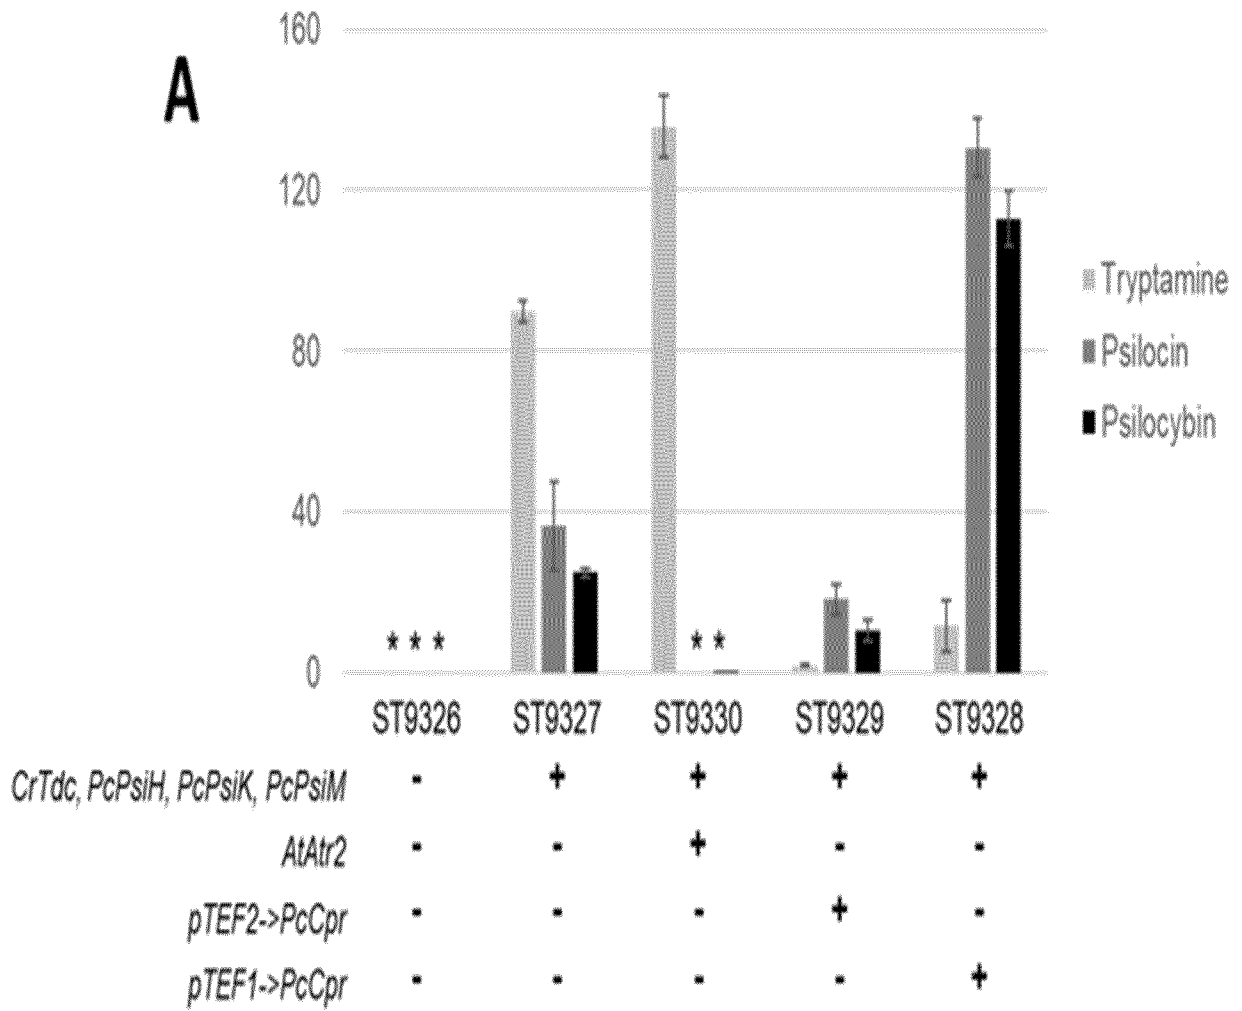 A
160
120
80
40
0
Tryptamine
Psilocin
Psilocybin
* * *
* *
ST9326 ST9327 ST9330 ST9329 ST9328
CrTdc, PcPsiH, PcPsiK, PcPsiM - + + + +
AtAtr2 - - + - -
pTEF2->PcCpr - - - + -
pTEF1->PcCpr - - - - +